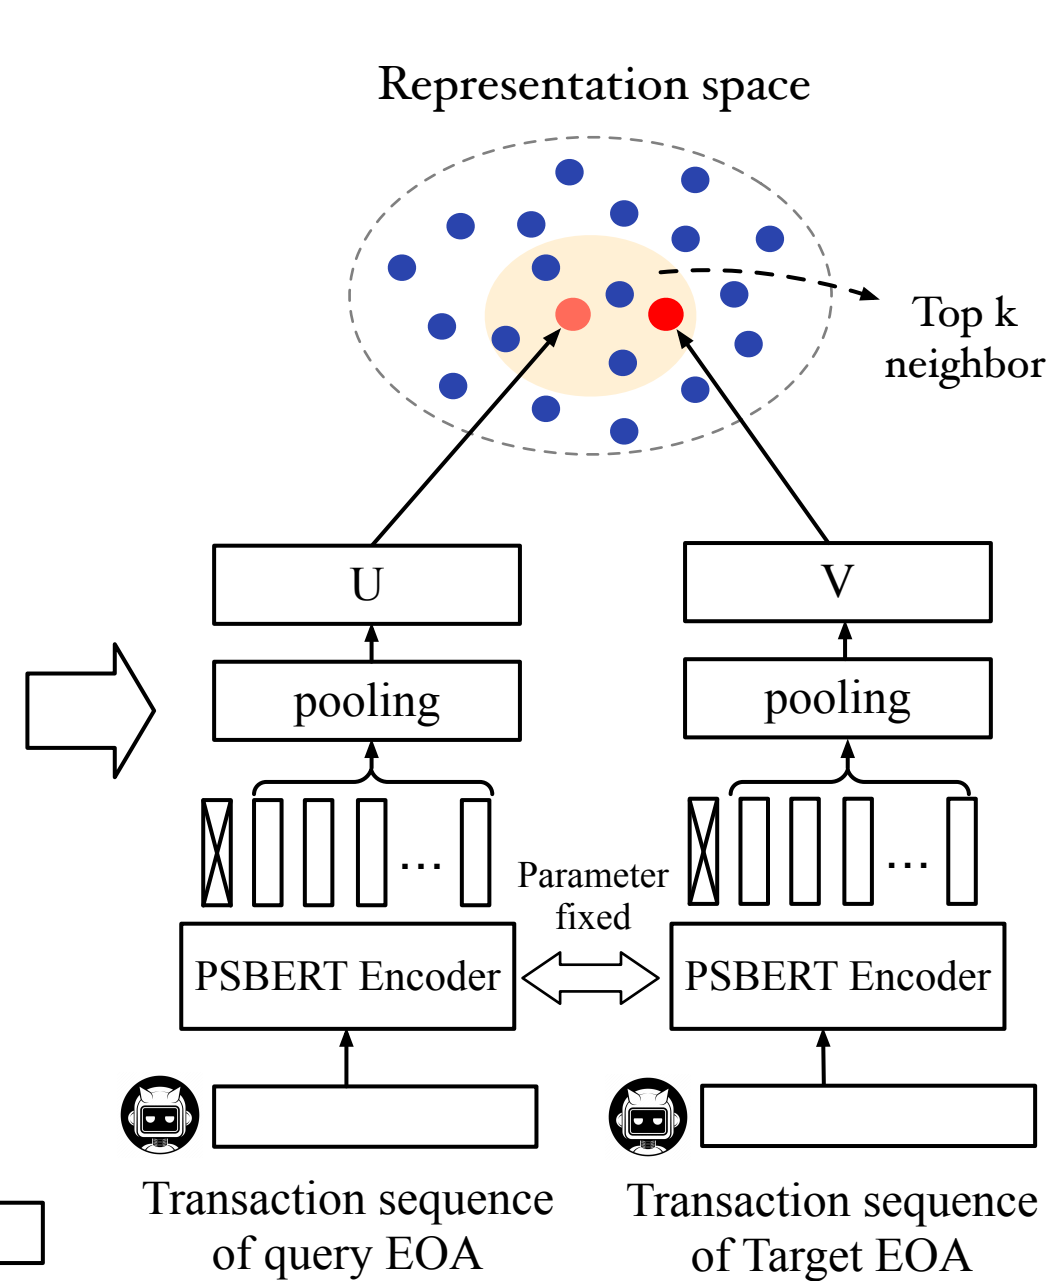 Representation space
Top k
neighbor
U
V
pooling
pooling
...
...
Parameter
fixed
PSBERT Encoder
PSBERT Encoder
Transaction sequence
of query EOA
Transaction sequence
of Target EOA